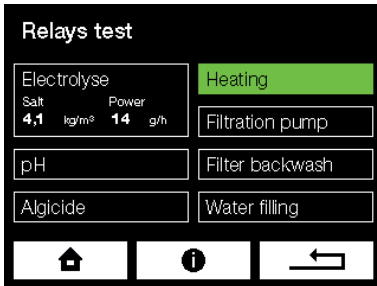 Relays test
Electrolyse
Salt Power
4,1 kg/m³ 14 g/h
pH
Algicide
Heating
Filtration pump
Filter backwash
Water filling